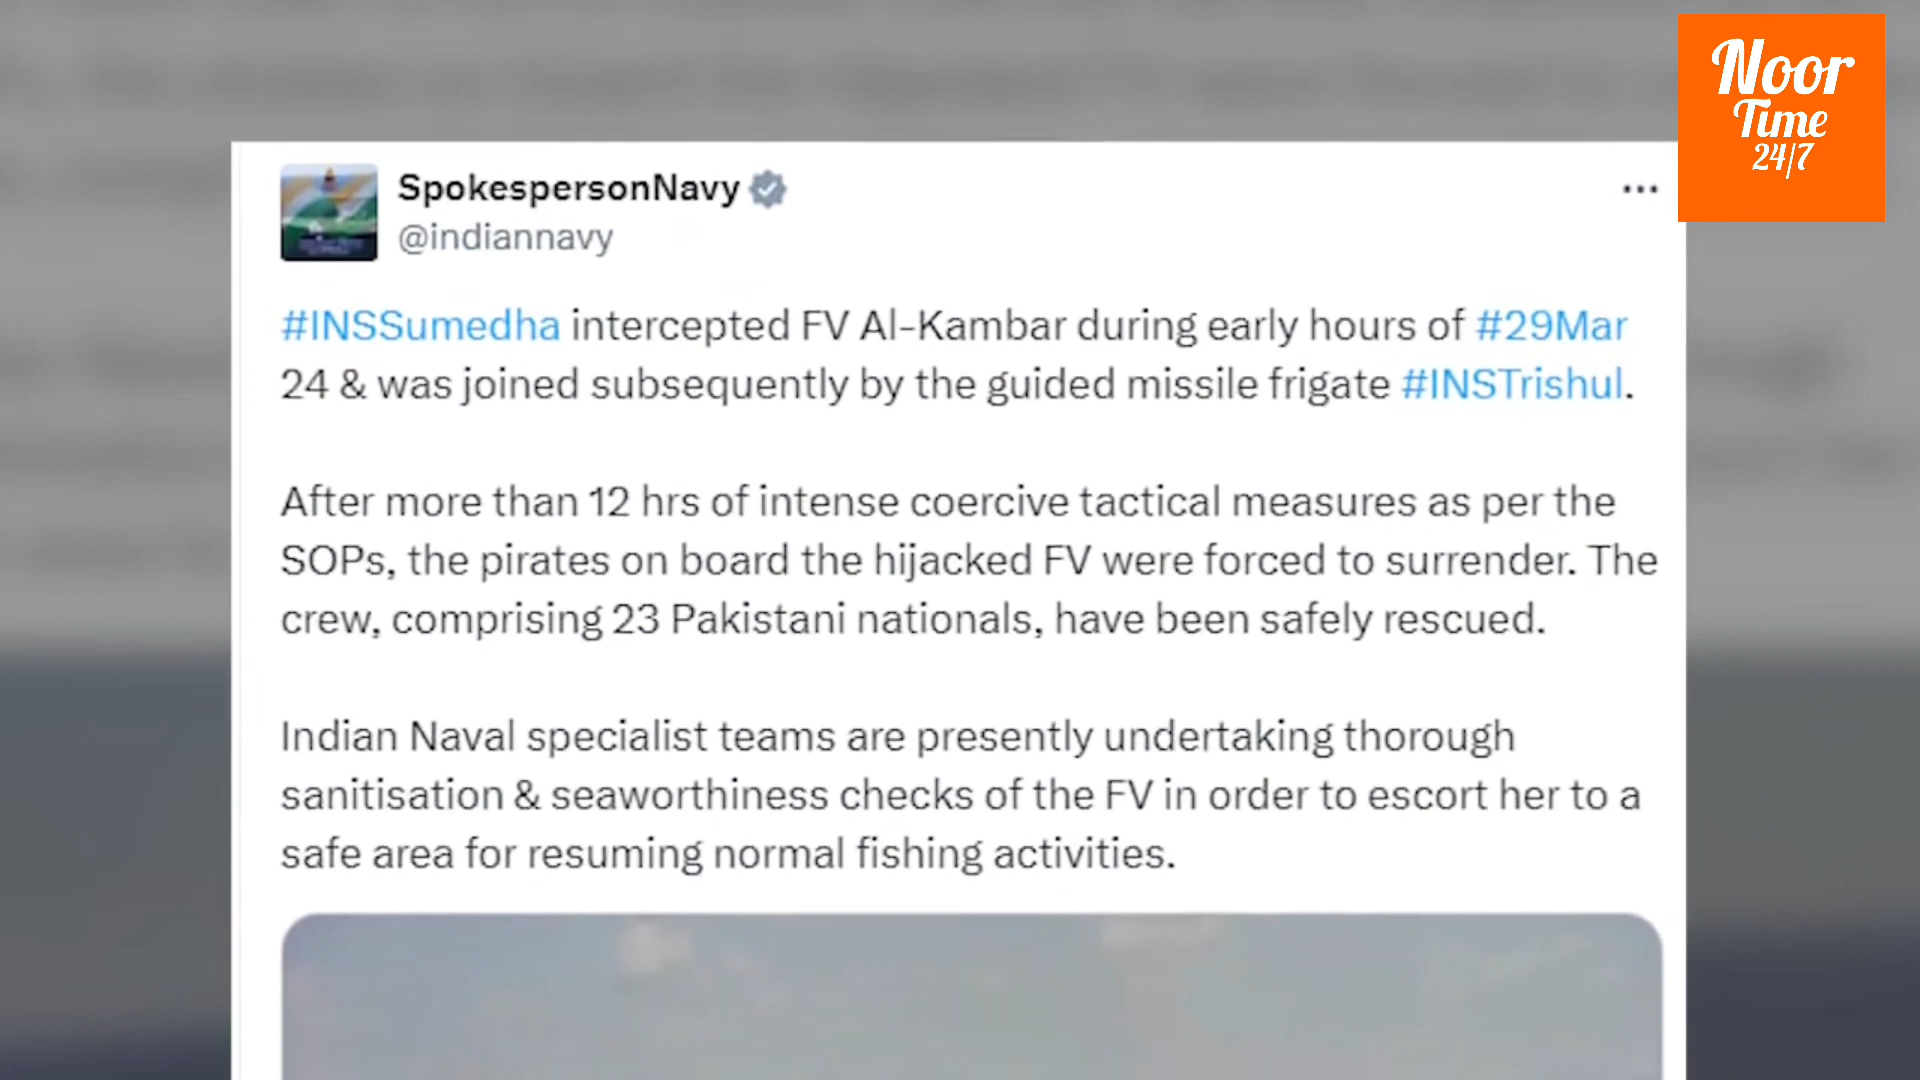 Noor
Time
24/7
SpokespersonNavy
@indiannavy
#INSSumedha intercepted FV Al-Kambar during early hours of #29Mar
24 & was joined subsequently by the guided missile frigate #INSTrishul.
After more than 12 hrs of intense coercive tactical measures as per the
SOPs, the pirates on board the hijacked FV were forced to surrender. The
crew, comprising 23 Pakistani nationals, have been safely rescued.
Indian Naval specialist teams are presently undertaking thorough
sanitisation & seaworthiness checks of the FV in order to escort her to a
safe area for resuming normal fishing activities.